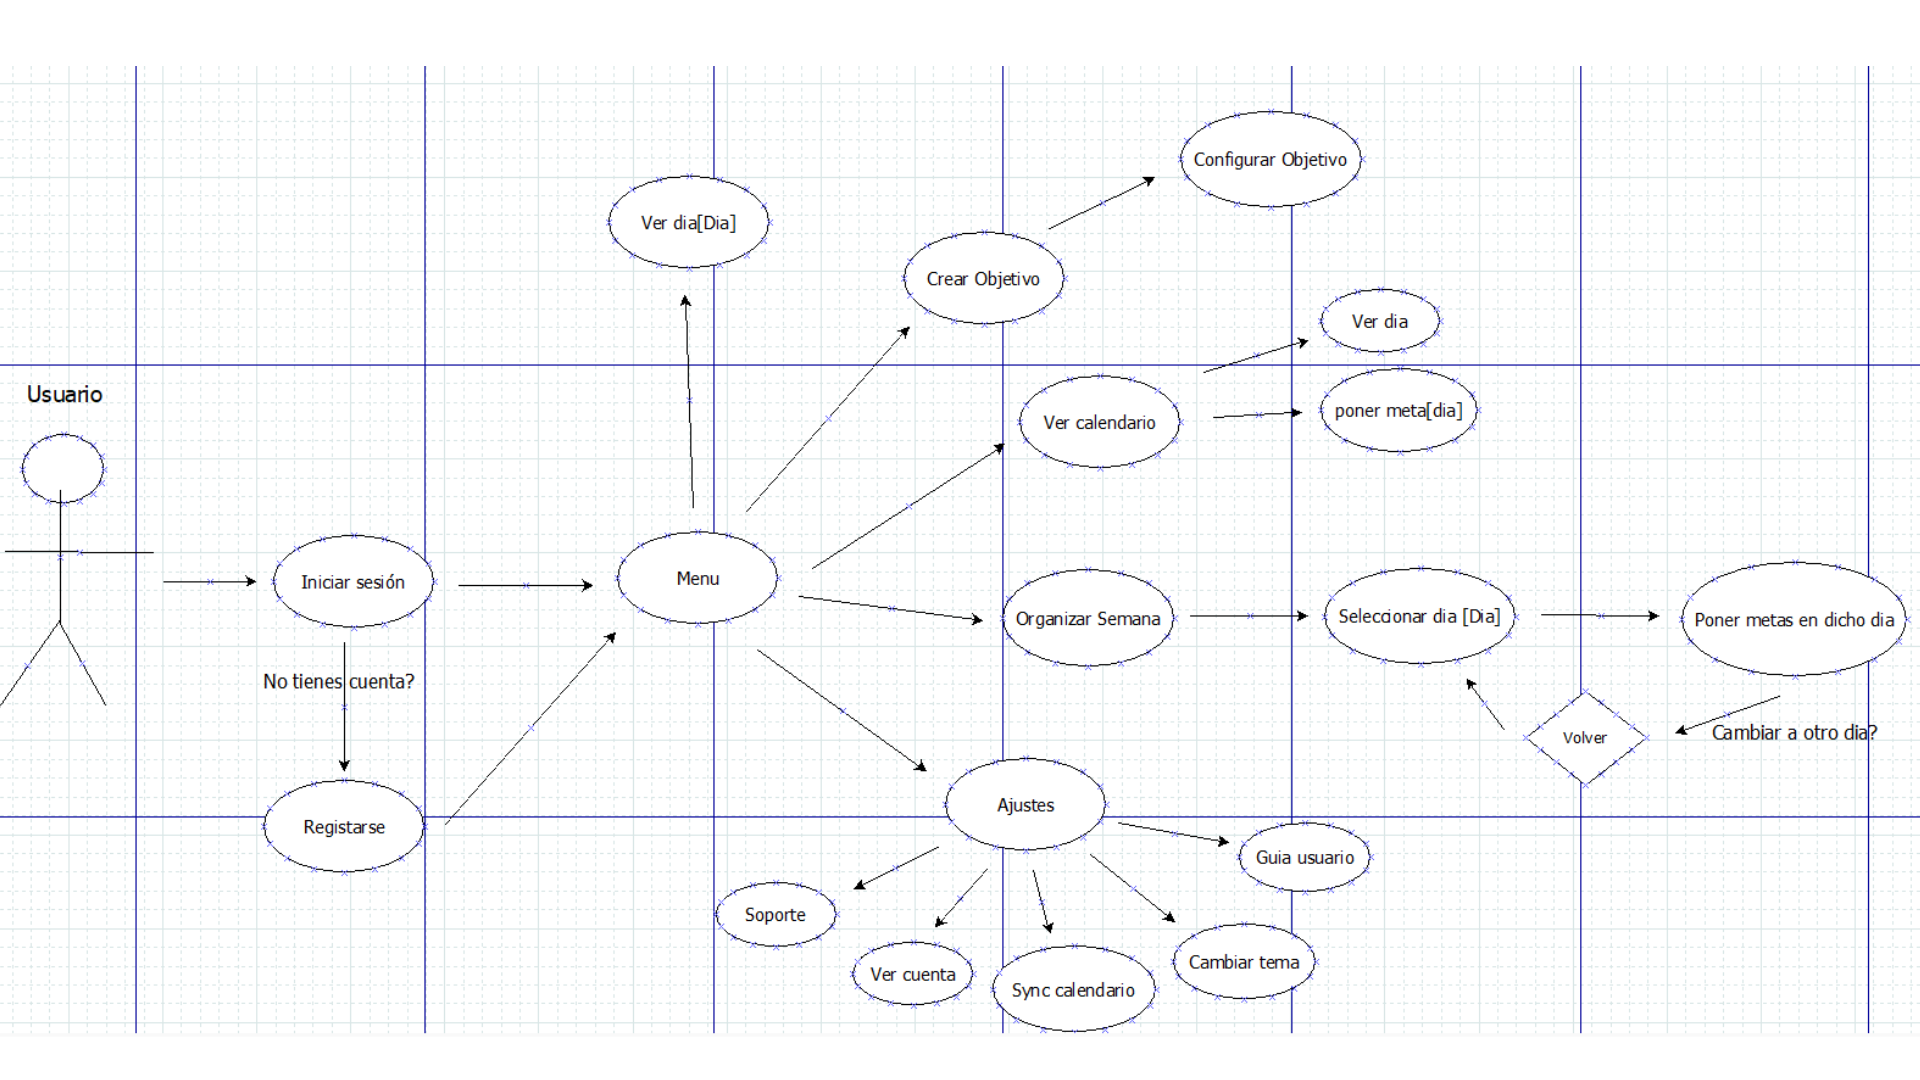 Configurar Objetivo
Ver dia[Dia]
Crear Objetivo
Ver dia
Usuario
poner meta[dia]
Ver calendario
Iniciar sesión
Menu
Organizar Semana
Seleccionar dia [Dia]
Poner metas en dicho dia
No tienes cuenta?
Volver
Cambiar a otro dia?
Ajustes
Registarse
Guia usuario
Soporte
Ver cuenta
Sync calendario
Cambiar tema